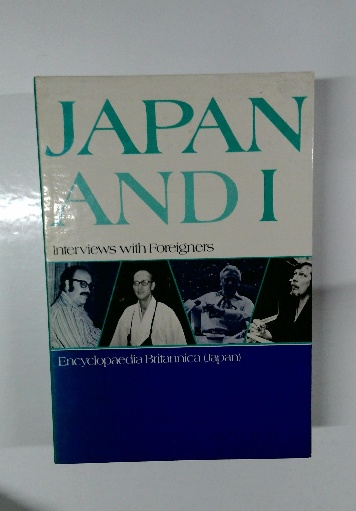 JAPAN
AND I
Interviews with Foreigners
Encyclopaedia Britannica (Japan)